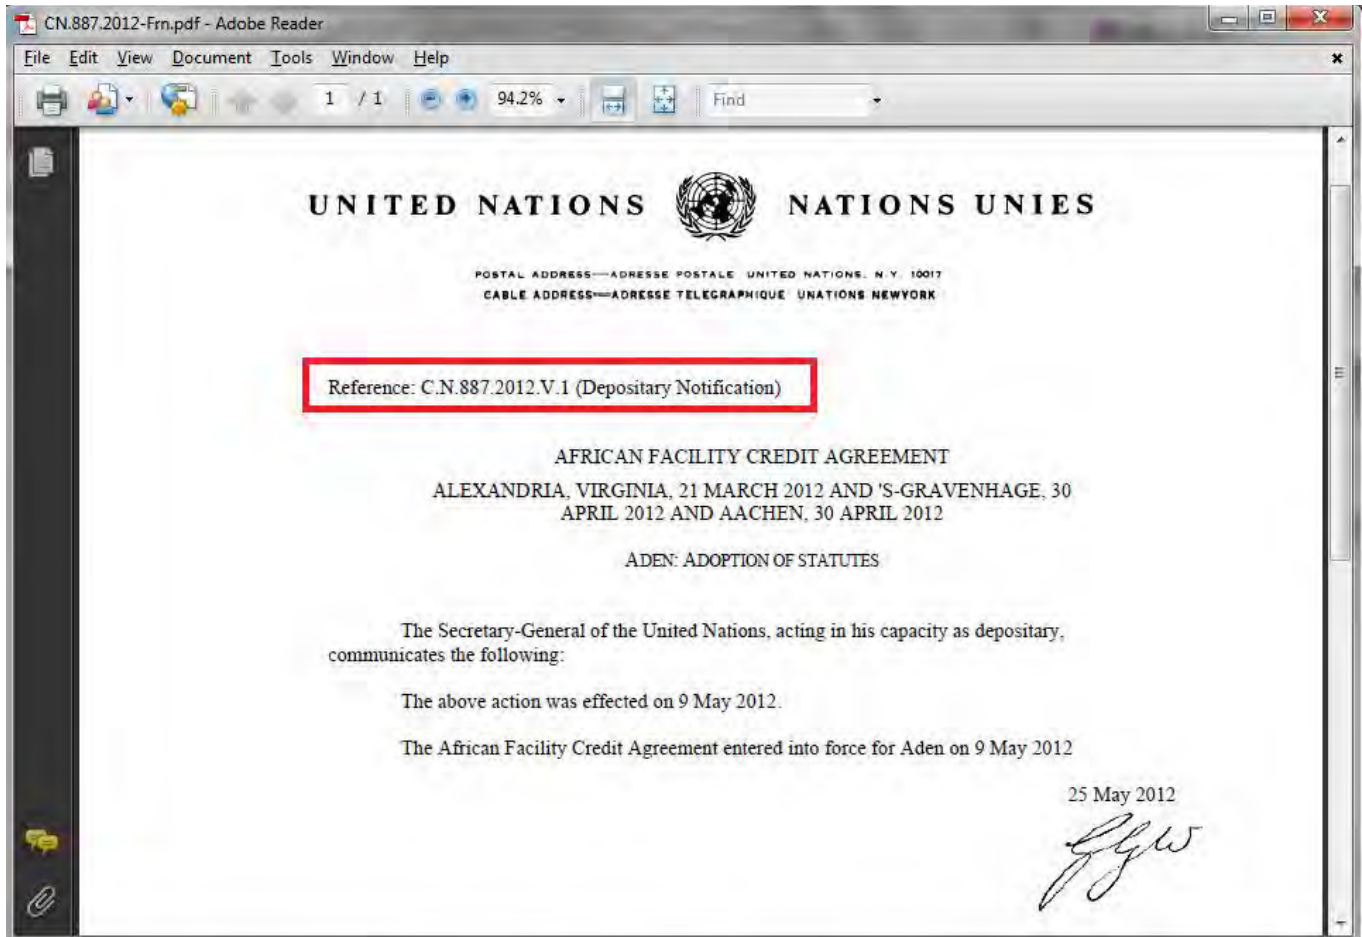 CN.887.2012-Frn.pdf - Adobe Reader
File Edit View Document Tools Window Help
1 / 1 94.2% Find
UNITED NATIONS NATIONS UNIES
POSTAL ADDRESS—ADRESSE POSTALE UNITED NATIONS. N.Y. 10017
CABLE ADDRESS—ADRESSE TELEGRAPHIQUE UNATIONS NEWYORK
Reference: C.N.887.2012.V.1 (Depositary Notification)
AFRICAN FACILITY CREDIT AGREEMENT
ALEXANDRIA, VIRGINIA, 21 MARCH 2012 AND 'S-GRAVENHAGE, 30
APRIL 2012 AND AACHEN, 30 APRIL 2012
ADEN: ADOPTION OF STATUTES
The Secretary-General of the United Nations, acting in his capacity as depositary,
communicates the following:
The above action was effected on 9 May 2012.
The African Facility Credit Agreement entered into force for Aden on 9 May 2012
25 May 2012